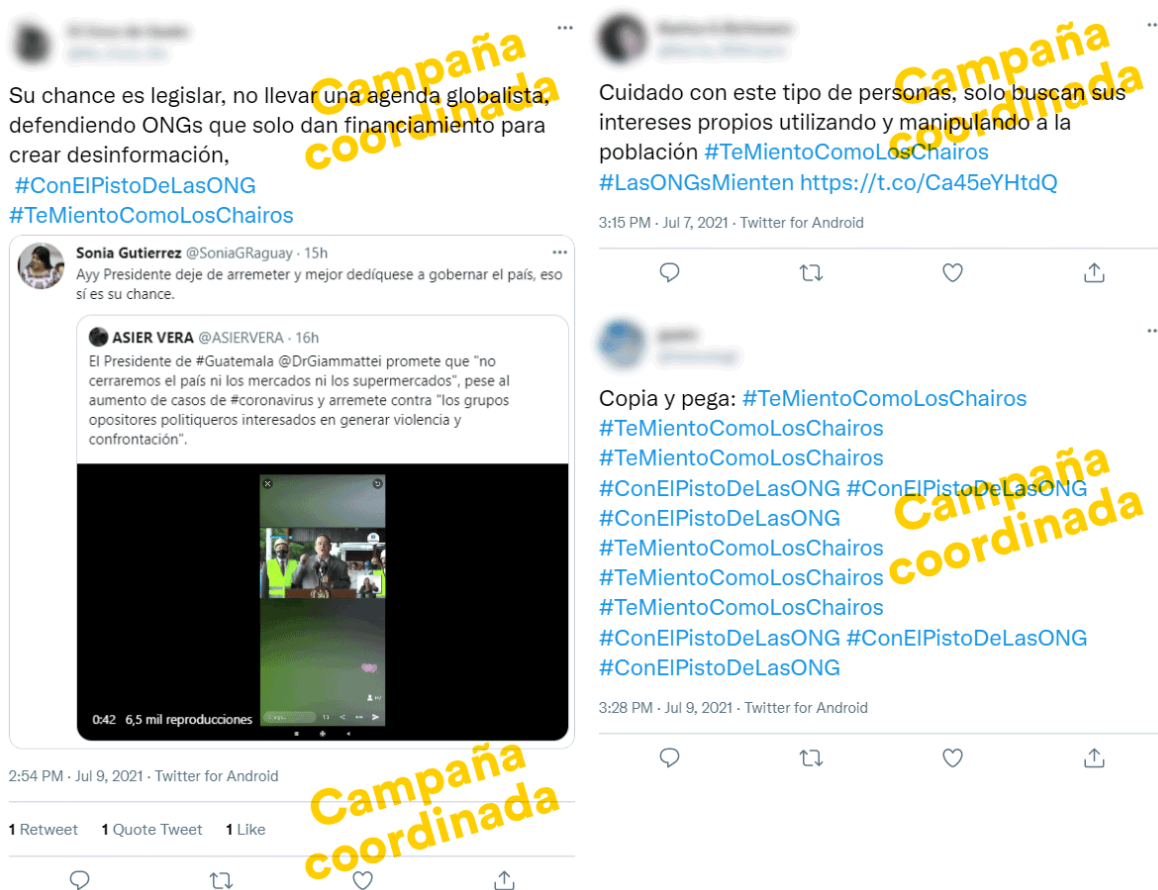 Su chance es legislar, no llevar una agenda globalista,
defendiendo ONGs que solo dan financiamiento para
crear desinformación,
#ConElPistoDeLasONG
#TeMientoComoLosChairos
Campaña
coordinada
Sonia Gutierrez @SoniaGRaguay · 15h
Ayy Presidente deje de arremeter y mejor dedíquese a gobernar el país, eso
sí es su chance.
ASIER VERA @ASIERVERA · 16h
El Presidente de #Guatemala @DrGiammattei promete que "no
cerraremos el país ni los mercados ni los supermercados", pese al
aumento de casos de #coronavirus y arremete contra "los grupos
opositores politiqueros interesados en generar violencia y
confrontación".
0:42 6,5 mil reproducciones
2:54 PM · Jul 9, 2021 · Twitter for Android
1 Retweet 1 Quote Tweet 1 Like
Campaña
coordinada
Cuidado con este tipo de personas, solo buscan sus
intereses propios utilizando y manipulando a la
población #TeMientoComoLosChairos
#LasONGsMienten https://t.co/Ca45eYHtdQ
Campaña
coordinada
3:15 PM · Jul 7, 2021 · Twitter for Android
Copia y pega: #TeMientoComoLosChairos
#TeMientoComoLosChairos
#TeMientoComoLosChairos
#ConElPistoDeLasONG #ConElPistoDeLasONG
#ConElPistoDeLasONG
#TeMientoComoLosChairos
#TeMientoComoLosChairos
#TeMientoComoLosChairos
#ConElPistoDeLasONG #ConElPistoDeLasONG
#ConElPistoDeLasONG
Campaña
coordinada
3:28 PM · Jul 9, 2021 · Twitter for Android